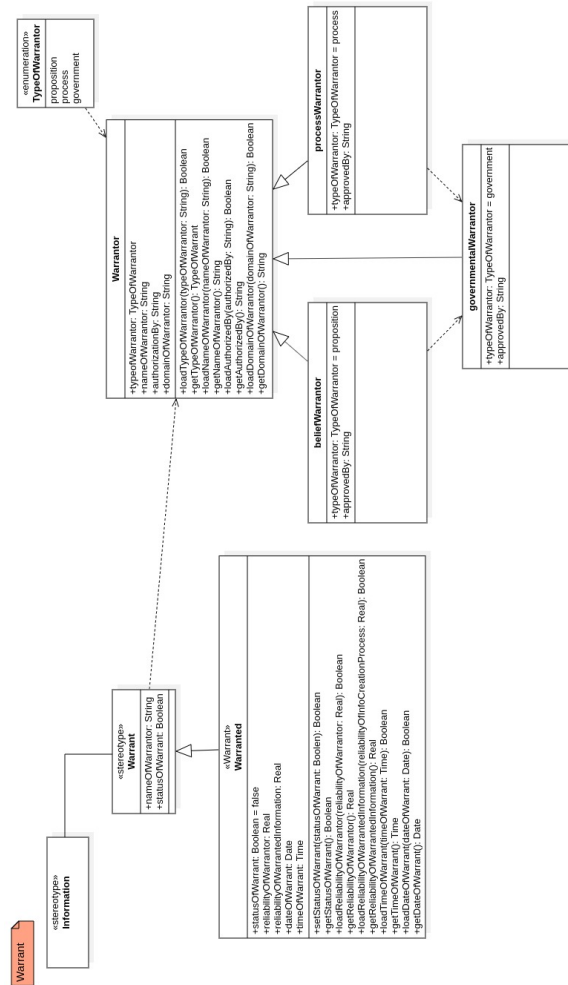 Warrant
«stereotype»
Information
«stereotype»
Warrant
+nameOfWarrantor: String
+statusOfWarrant: Boolean
«Warrant»
Warranted
+statusOfWarrant: Boolean = false
+reliabilityOfWarrantor: Real
+reliabilityOfWarrantedInformation: Real
+dateOfWarrant: Date
+timeOfWarrant: Time
+setStatusOfWarrant(statusOfWarrant: Boolen): Boolean
+getStatusOfWarrant(): Boolean
+loadReliabilityOfWarrantor(reliabilityOfWarrantor: Real): Boolean
+getReliabilityOfWarrantor(): Real
+loadReliabilityOfWarrantedInformation(reliabilityOfInfoCreationProcess: Real): Boolean
+getReliabilityOfWarrantedInformation(): Real
+loadTimeOfWarrant(timeOfWarrant: Time): Boolean
+getTimeOfWarrant(): Time
+loadDateOfWarrant(dateOfWarrant: Date): Boolean
+getDateOfWarrant(): Date
«enumeration»
TypeOfWarrantor
proposition
process
government
Warrantor
+typeofWarrantor: TypeOfWarrantor
+nameOfWarrantor: String
+authorizationBy: String
+domainOfWarrantor: String
+loadTypeOfWarrantor(typeOfWarrantor: String): Boolean
+getTypeOfWarrantor(): TypeOfWarrant
+loadNameOfWarrantor(nameOfWarrantor: String): Boolean
+getNameOfWarrantor(): String
+loadAuthorizedBy(authorizedBy: String): Boolean
+getAuthorizedBy(): String
+loadDomainOfWarrantor(domainOfWarrantor: String): Boolean
+getDomainOfWarrantor(): String
beliefWarrantor
+typeOfWarrantor: TypeOfWarrantor = proposition
+approvedBy: String
processWarrantor
+typeOfWarrantor: TypeOfWarrantor = process
+approvedBy: String
governmentalWarrantor
+typeOfWarrantor: TypeOfWarrantor = government
+approvedBy: String